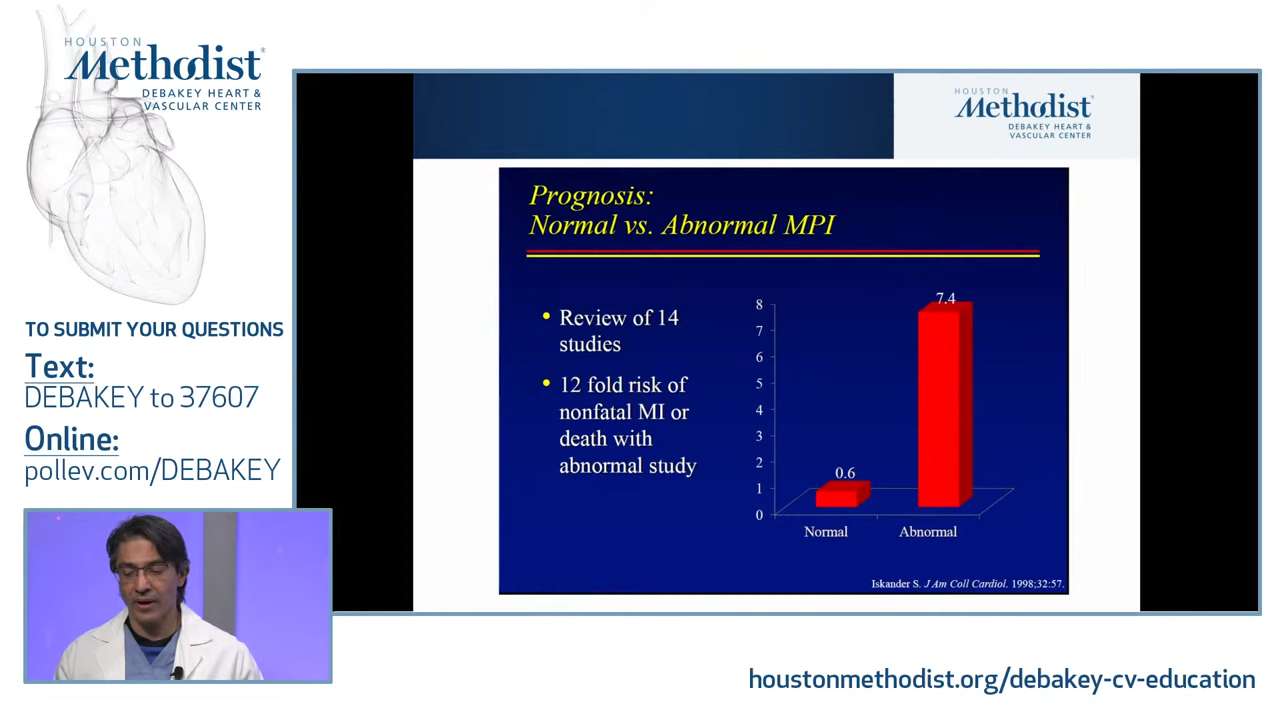 HOUSTON
Methodist®
DEBAKEY HEART &
VASCULAR CENTER
TO SUBMIT YOUR QUESTIONS
Text:
DEBAKEY to 37607
Online:
pollev.com/DEBAKEY
HOUSTON
Methodist®
DEBAKEY HEART &
VASCULAR CENTER
Prognosis:
Normal vs. Abnormal MPI
• Review of 14
studies
• 12 fold risk of
nonfatal MI or
death with
abnormal study
8
7
6
5
4
3
2
1
0
0.6
7.4
Normal
Abnormal
Iskander S. J Am Coll Cardiol. 1998;32:57.
houstonmethodist.org/debakey-cv-education